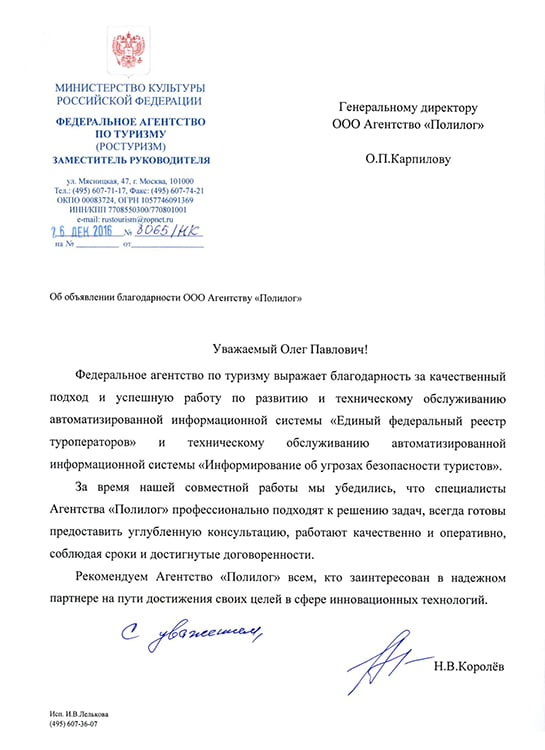 МИНИСТЕРСТВО КУЛЬТУРЫ
РОССИЙСКОЙ ФЕДЕРАЦИИ
ФЕДЕРАЛЬНОЕ АГЕНТСТВО
ПО ТУРИЗМУ
(РОСТУРИЗМ)
ЗАМЕСТИТЕЛЬ РУКОВОДИТЕЛЯ
ул. Мясницкая, 47, г. Москва, 101000
Тел.: (495) 607-71-17, Факс: (495) 607-74-21
ОКПО 00083724, ОГРН 1057746091369
ИНН/КПП 7708550300/770801001
e-mail: rustourism@ropnet.ru
26 ДЕК 2016 № 8065/НК
на № от
Генеральному директору
ООО Агентство «Полилог»
О.П.Карпилову
Об объявлении благодарности ООО Агентству «Полилог»
Уважаемый Олег Павлович!
Федеральное агентство по туризму выражает благодарность за качественный
подход и успешную работу по развитию и техническому обслуживанию
автоматизированной информационной системы «Единый федеральный реестр
туроператоров» и техническому обслуживанию автоматизированной
информационной системы «Информирование об угрозах безопасности туристов».
За время нашей совместной работы мы убедились, что специалисты
Агентства «Полилог» профессионально подходят к решению задач, всегда готовы
предоставить углубленную консультацию, работают качественно и оперативно,
соблюдая сроки и достигнутые договоренности.
Рекомендуем Агентство «Полилог» всем, кто заинтересован в надежном
партнере на пути достижения своих целей в сфере инновационных технологий.
С уважением,
Н.В.Королёв
Исп. И.В.Лелькова
(495) 607-36-07